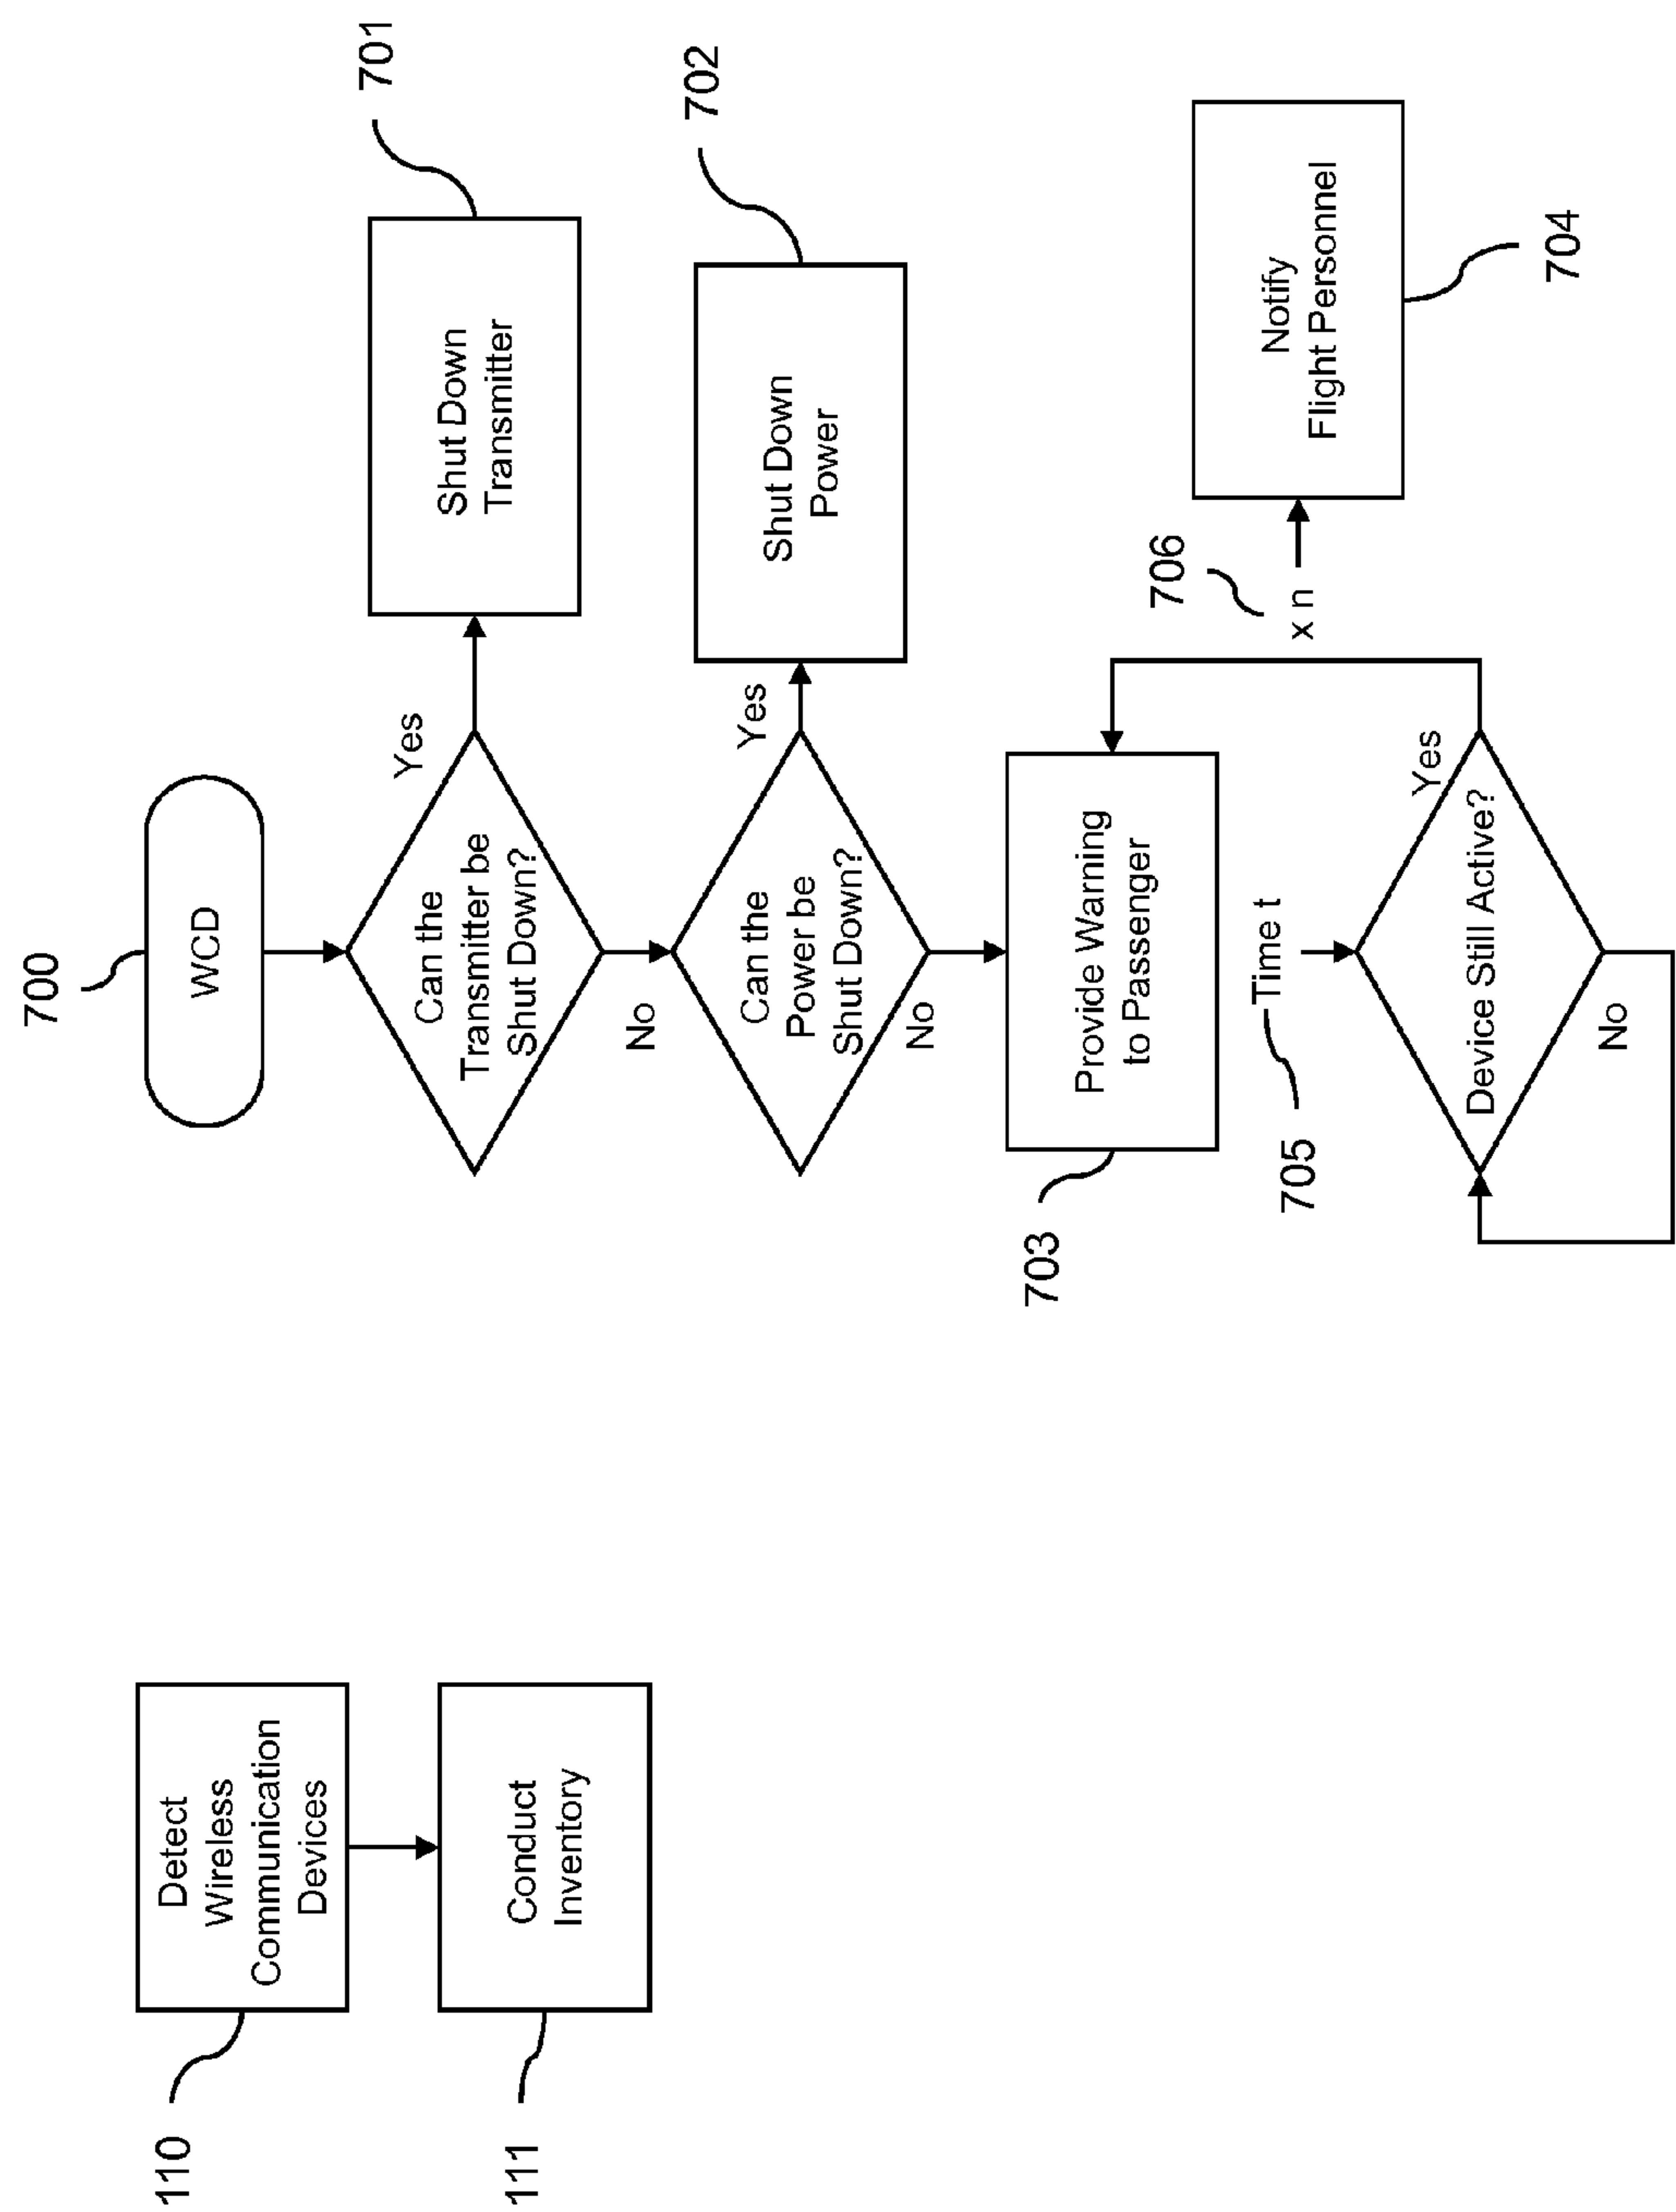 110
Detect
Wireless
Communication
Devices
111
Conduct
Inventory
700
WCD
Can the
Transmitter be
Shut Down?
Yes
Shut Down
Transmitter
701
No
Can the
Power be
Shut Down?
Yes
Shut Down
Power
702
No
703
Provide Warning
to Passenger
705
Time t
Device Still Active?
Yes
No
706
x n
Notify
Flight Personnel
704